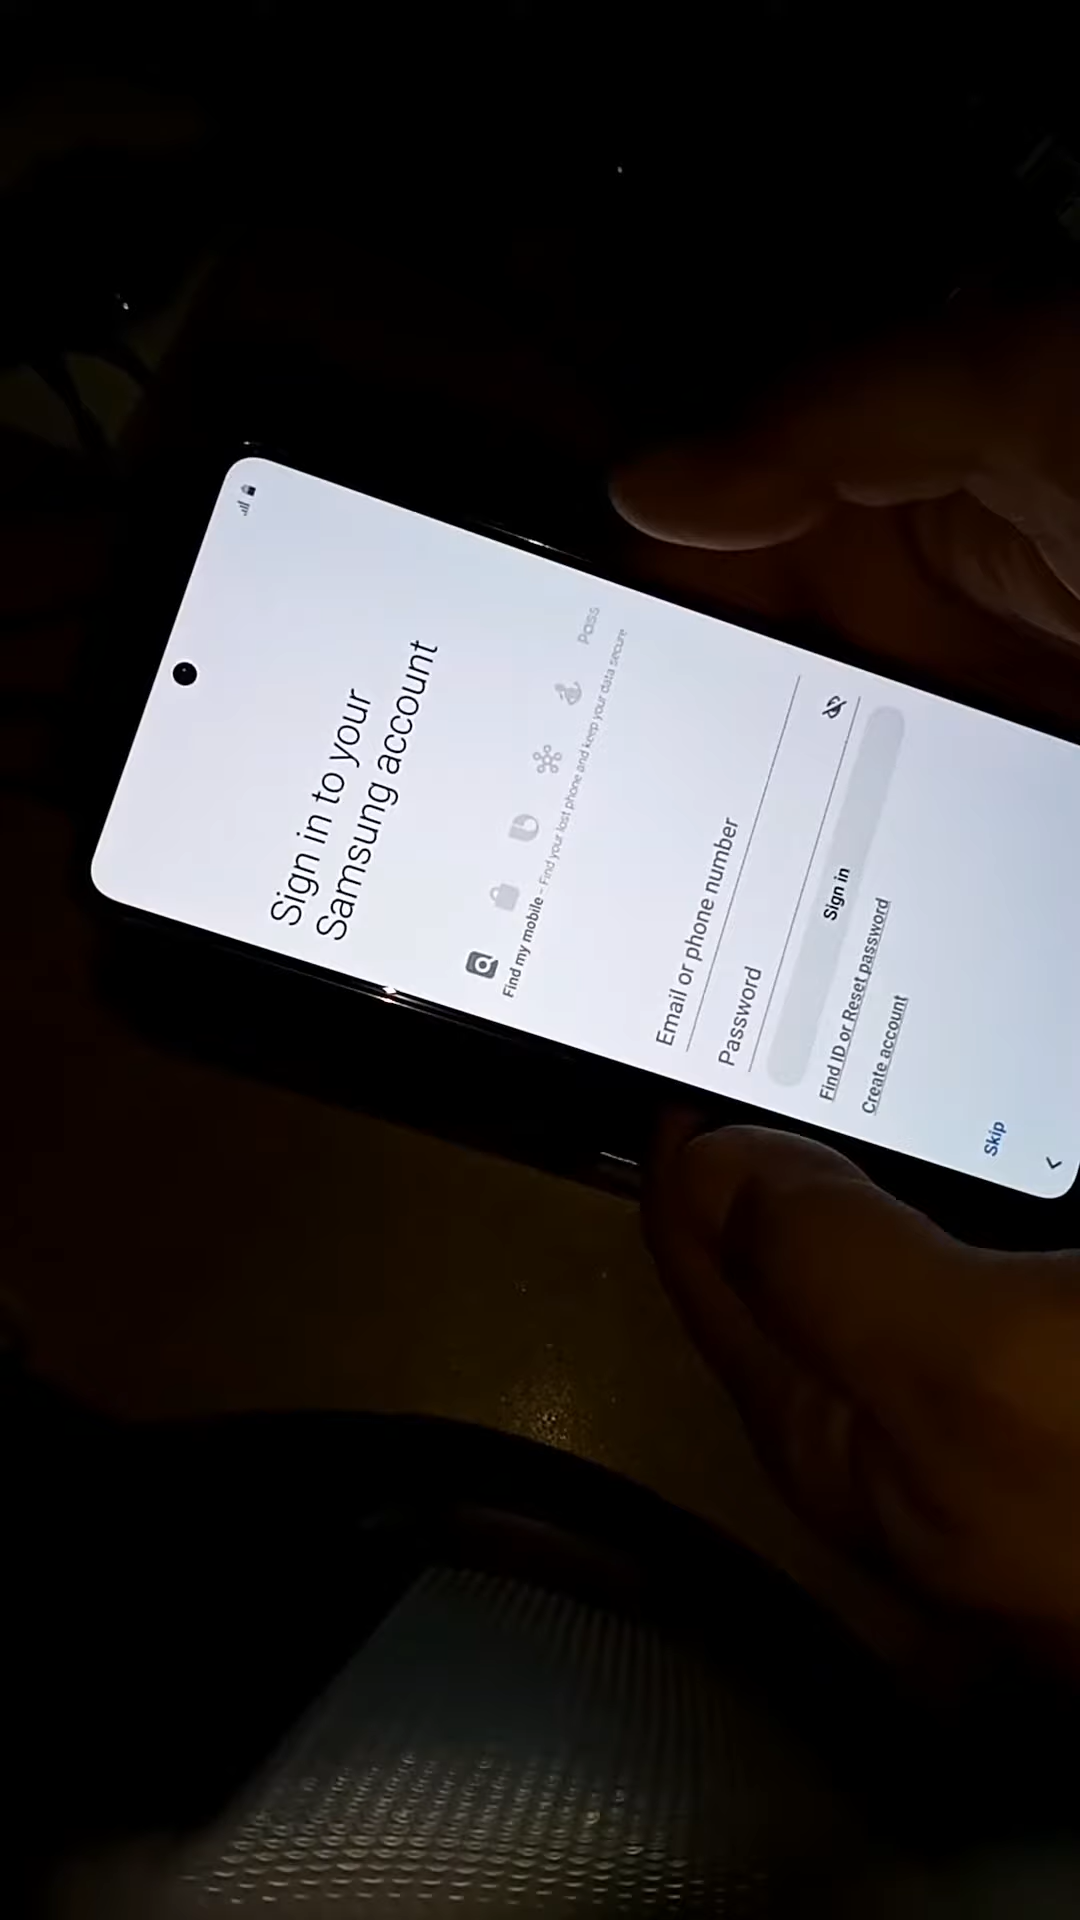 Sign in to your
Samsung account
Pass
Find my mobile - Find your lost phone and keep your data secure
Email or phone number
Password
Sign in
Find ID or Reset password
Create account
Skip